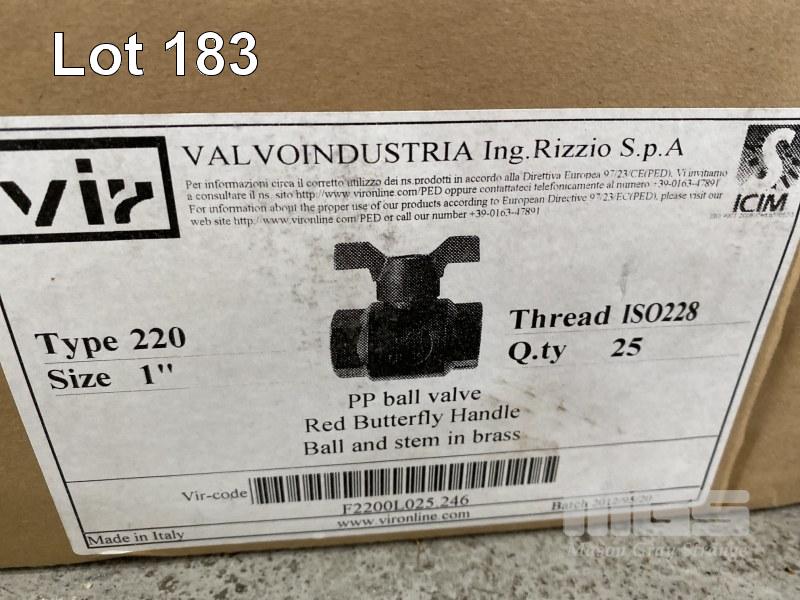 Lot 183
vir
VALVOINDUSTRIA Ing.Rizzio S.p.A
Per informazioni circa il corretto utilizzo dei ns.prodotti in accordo alla Direttiva Europea 97/23/CE(PED), Vi invitiamo
a consultare il ns. sito http://www.vironline.com/PED oppure contattateci telefonicamente al numero +39-0163-47891
For information about the proper use of our products according to European Directive 97/23/EC(PED), please visit our
web site http://www.vironline.com/PED or call our number +39-0163-47891
ICIM
Type 220
Size 1"
Thread ISO228
Q.ty 25
PP ball valve
Red Butterfly Handle
Ball and stem in brass
Vir-code
F2200L025.246
www.vironline.com
Batch
Made in Italy
MGS
Mason Gray Strange